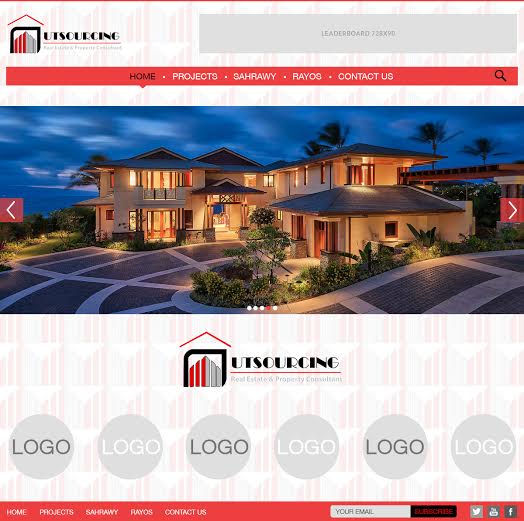 UTSOURCING
Real Estate & Property Consultant
LEADERBOARD 728X90
HOME • PROJECTS • SAHRAWY • RAYOS • CONTACT US
UTSOURCING
Real Estate & Property Consultant
LOGO LOGO LOGO LOGO LOGO LOGO
HOME PROJECTS SAHRAWY RAYOS CONTACT US YOUR EMAIL SUBSCRIBE